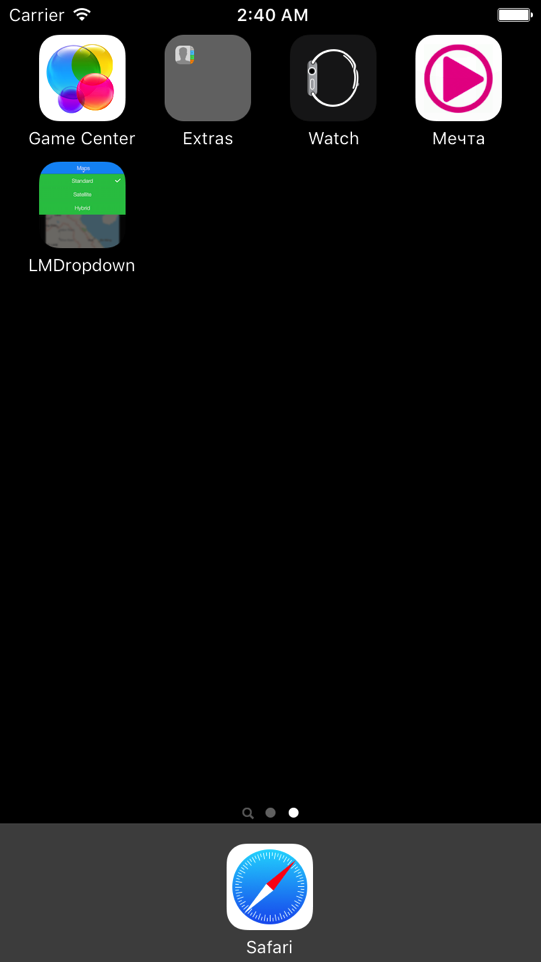 Carrier 2:40 AM
Game Center Extras Watch Мечта
Maps
Standard
Satellite
Hybrid
LMDropdown
Safari